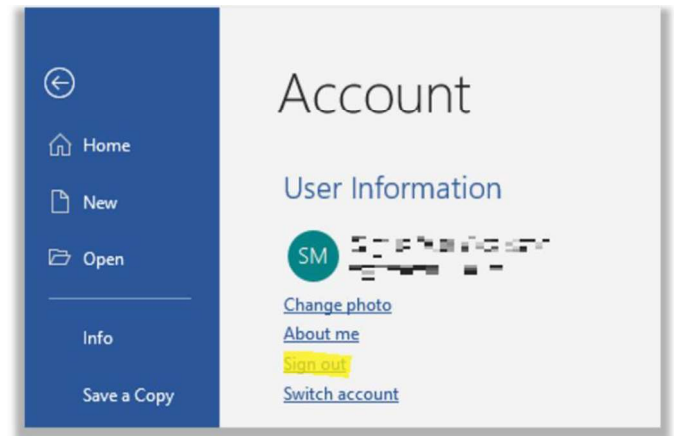 Account
Home
New
Open
Info
Save a Copy
User Information
SM
Change photo
About me
Sign out
Switch account